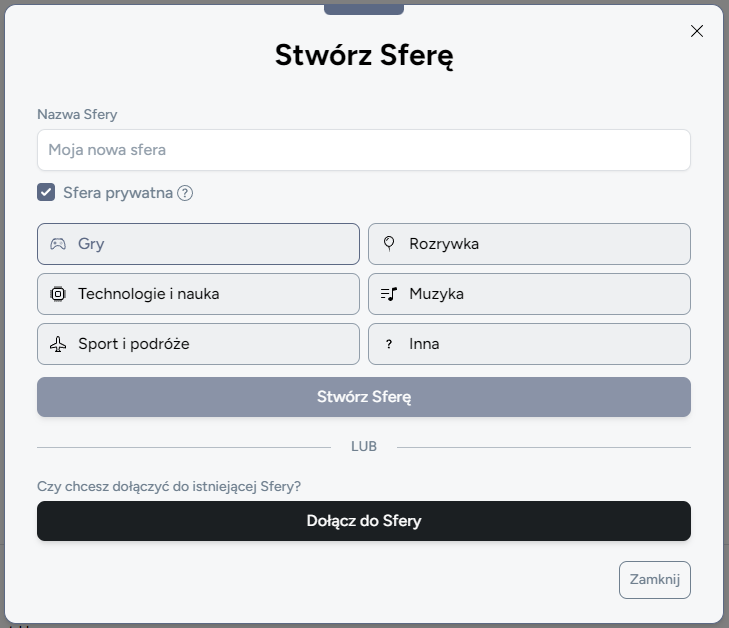 Stwórz Sferę
Nazwa Sfery
Moja nowa sfera
Sfera prywatna ?
Gry
Rozrywka
Technologie i nauka
Muzyka
Sport i podróże
? Inna
Stwórz Sferę
LUB
Czy chcesz dołączyć do istniejącej Sfery?
Dołącz do Sfery
Zamknij